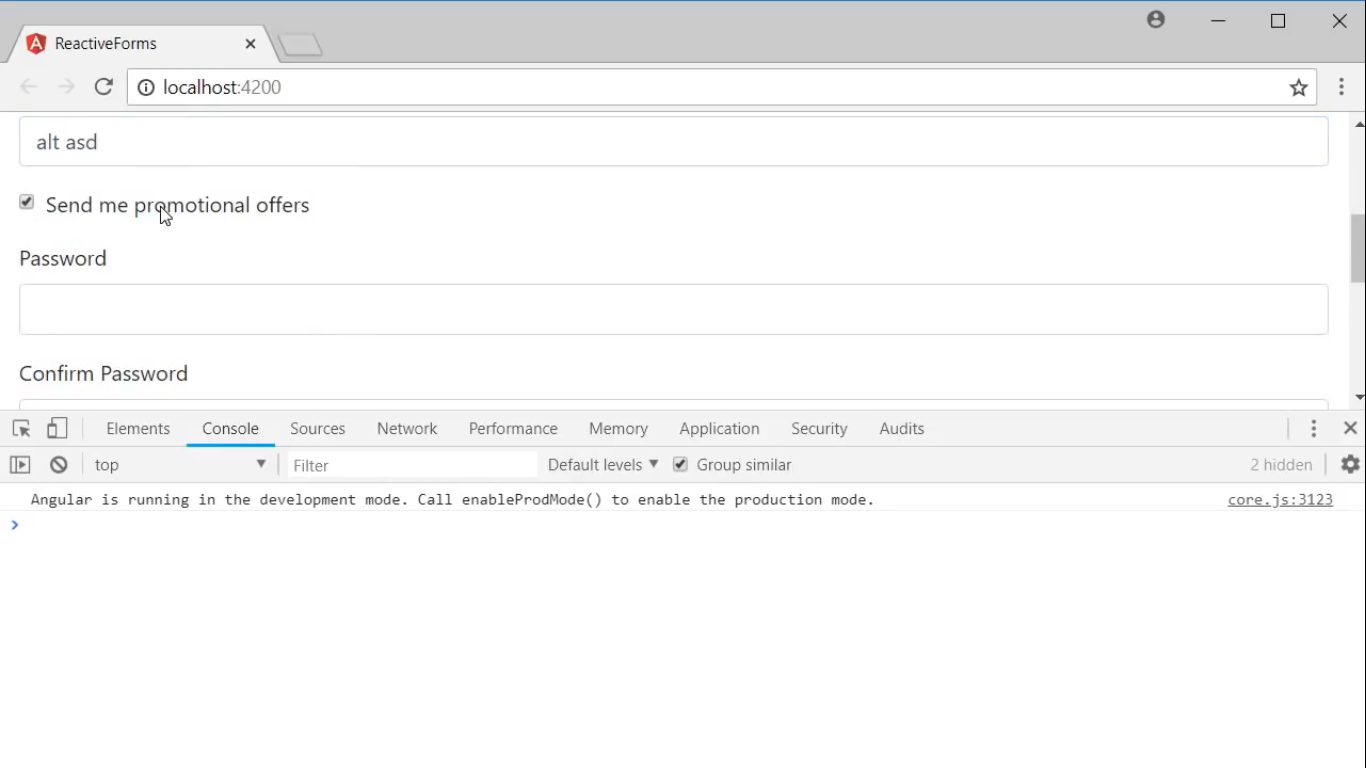 ReactiveForms
localhost:4200
alt asd
Send me promotional offers
Password
Confirm Password
Elements Console Sources Network Performance Memory Application Security Audits
top Filter Default levels Group similar 2 hidden
Angular is running in the development mode. Call enableProdMode() to enable the production mode. core.js:3123